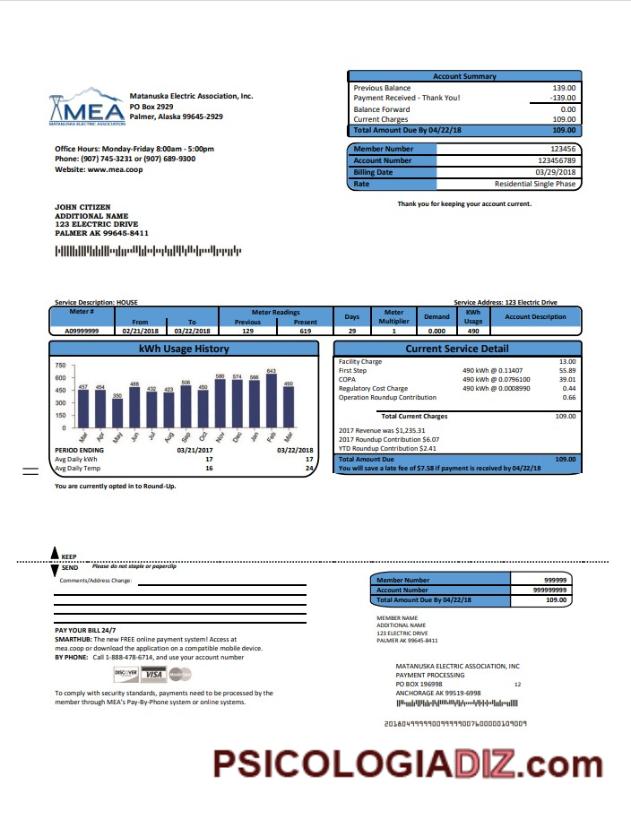 MEA
MATANUSKA ELECTRIC ASSOCIATION
Matanuska Electric Association, Inc.
PO Box 2929
Palmer, Alaska 99645-2929
Office Hours: Monday-Friday 8:00am - 5:00pm
Phone: (907) 745-3231 or (907) 689-9300
Website: www.mea.coop
Account Summary
Previous Balance 139.00
Payment Received - Thank You! -139.00
Balance Forward 0.00
Current Charges 109.00
Total Amount Due By 04/22/18 109.00
Member Number 123456
Account Number 123456789
Billing Date 03/29/2018
Rate Residential Single Phase
Thank you for keeping your account current.
JOHN CITIZEN
ADDITIONAL NAME
123 ELECTRIC DRIVE
PALMER AK 99645-8411
Service Description: HOUSE Service Address: 123 Electric Drive
Meter # From To Meter Readings Previous Present Days Meter Multiplier Demand KWh Usage Account Description
A09999999 02/21/2018 03/22/2018 129 619 29 1 0.000 490
kWh Usage History
750
600
450
300
150
0
457 454 350 488 432 423 506 450 580 574 566 643 490
Mar Apr May Jun Jul Aug Sep Oct Nov Dec Jan Feb Mar
PERIOD ENDING 03/21/2017 03/22/2018
Avg Daily kWh 17 17
Avg Daily Temp 16 24
Current Service Detail
Facility Charge 13.00
First Step 490 kWh @ 0.11407 55.89
COPA 490 kWh @ 0.0796100 39.01
Regulatory Cost Charge 490 kWh @ 0.0008990 0.44
Operation Roundup Contribution 0.66
Total Current Charges 109.00
2017 Revenue was $1,235.31
2017 Roundup Contribution $6.07
YTD Roundup Contribution $2.41
Total Amount Due 109.00
You will save a late fee of $7.58 if payment is received by 04/22/18
You are currently opted in to Round-Up.
KEEP
SEND Please do not staple or paperclip
Comments/Address Change:
Member Number 999999
Account Number 999999999
Total Amount Due By 04/22/18 109.00
MEMBER NAME
ADDITIONAL NAME
123 ELECTRIC DRIVE
PALMER AK 99645-8411
PAY YOUR BILL 24/7
SMARTHUB: The new FREE online payment system! Access at
mea.coop or download the application on a compatible mobile device.
BY PHONE: Call 1-888-478-6714, and use your account number
DISCOVER VISA
To comply with security standards, payments need to be processed by the
member through MEA's Pay-By-Phone system or online systems.
MATANUSKA ELECTRIC ASSOCIATION, INC
PAYMENT PROCESSING
PO BOX 196998 12
ANCHORAGE AK 99519-6998
PSICOLOGIADIZ.com